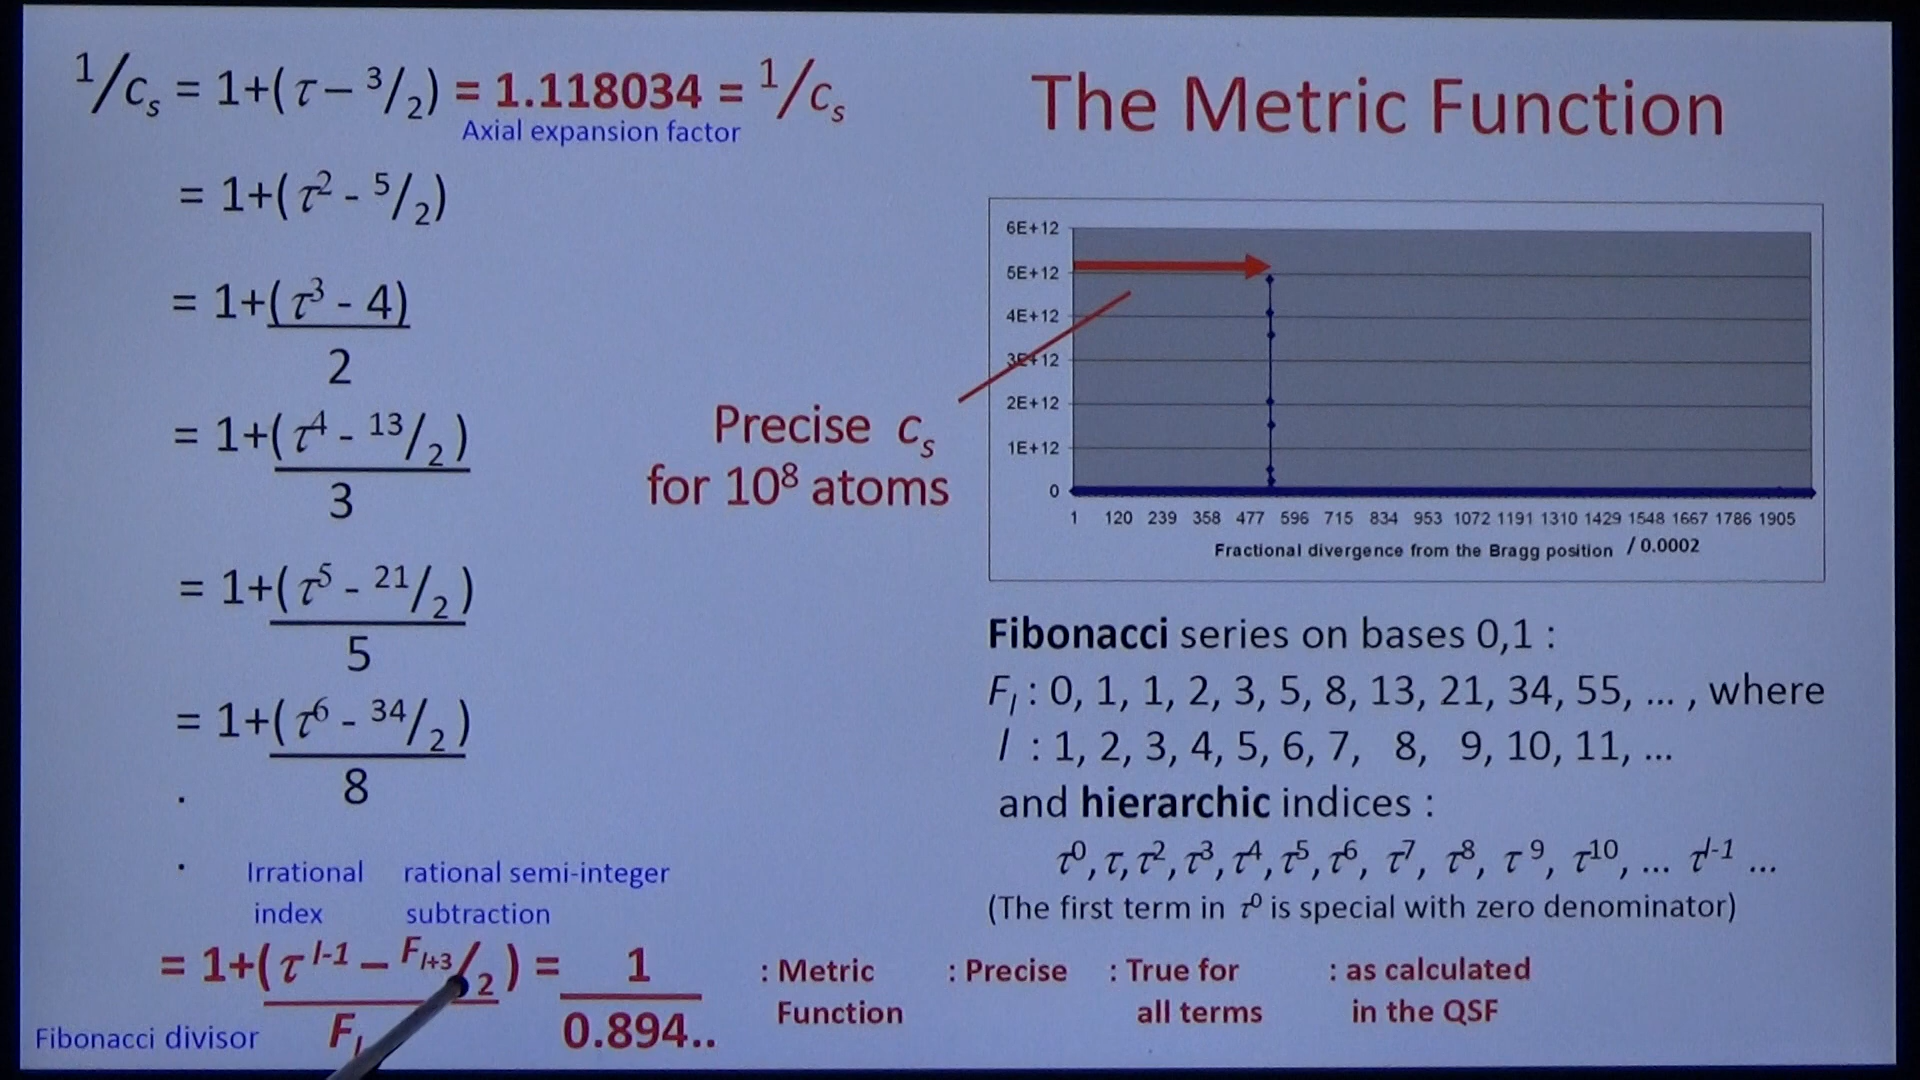 1/cₛ = 1+(τ – 3/2) = 1.118034 = 1/cₛ
Axial expansion factor
= 1+(τ² - 5/2)
= 1+(τ³ - 4)
2
= 1+(τ⁴ - 13/2)
3
= 1+(τ⁵ - 21/2)
5
= 1+(τ⁶ - 34/2)
8
.
.
Irrational index
rational semi-integer subtraction
= 1+(τ^(l-1) – F_(l+3)/2) = 1
F_l
0.894..
Fibonacci divisor
The Metric Function
6E+12
5E+12
4E+12
3E+12
2E+12
1E+12
0
1 120 239 358 477 596 715 834 953 1072 1191 1310 1429 1548 1667 1786 1905
Fractional divergence from the Bragg position / 0.0002
Precise cₛ
for 10⁸ atoms
Fibonacci series on bases 0,1 :
F_l : 0, 1, 1, 2, 3, 5, 8, 13, 21, 34, 55, ... , where
l : 1, 2, 3, 4, 5, 6, 7, 8, 9, 10, 11, ...
and hierarchic indices :
τ⁰, τ, τ², τ³, τ⁴, τ⁵, τ⁶, τ⁷, τ⁸, τ⁹, τ¹⁰, ... τ^(l-1) ...
(The first term in τ⁰ is special with zero denominator)
: Metric Function
: Precise
: True for all terms
: as calculated in the QSF